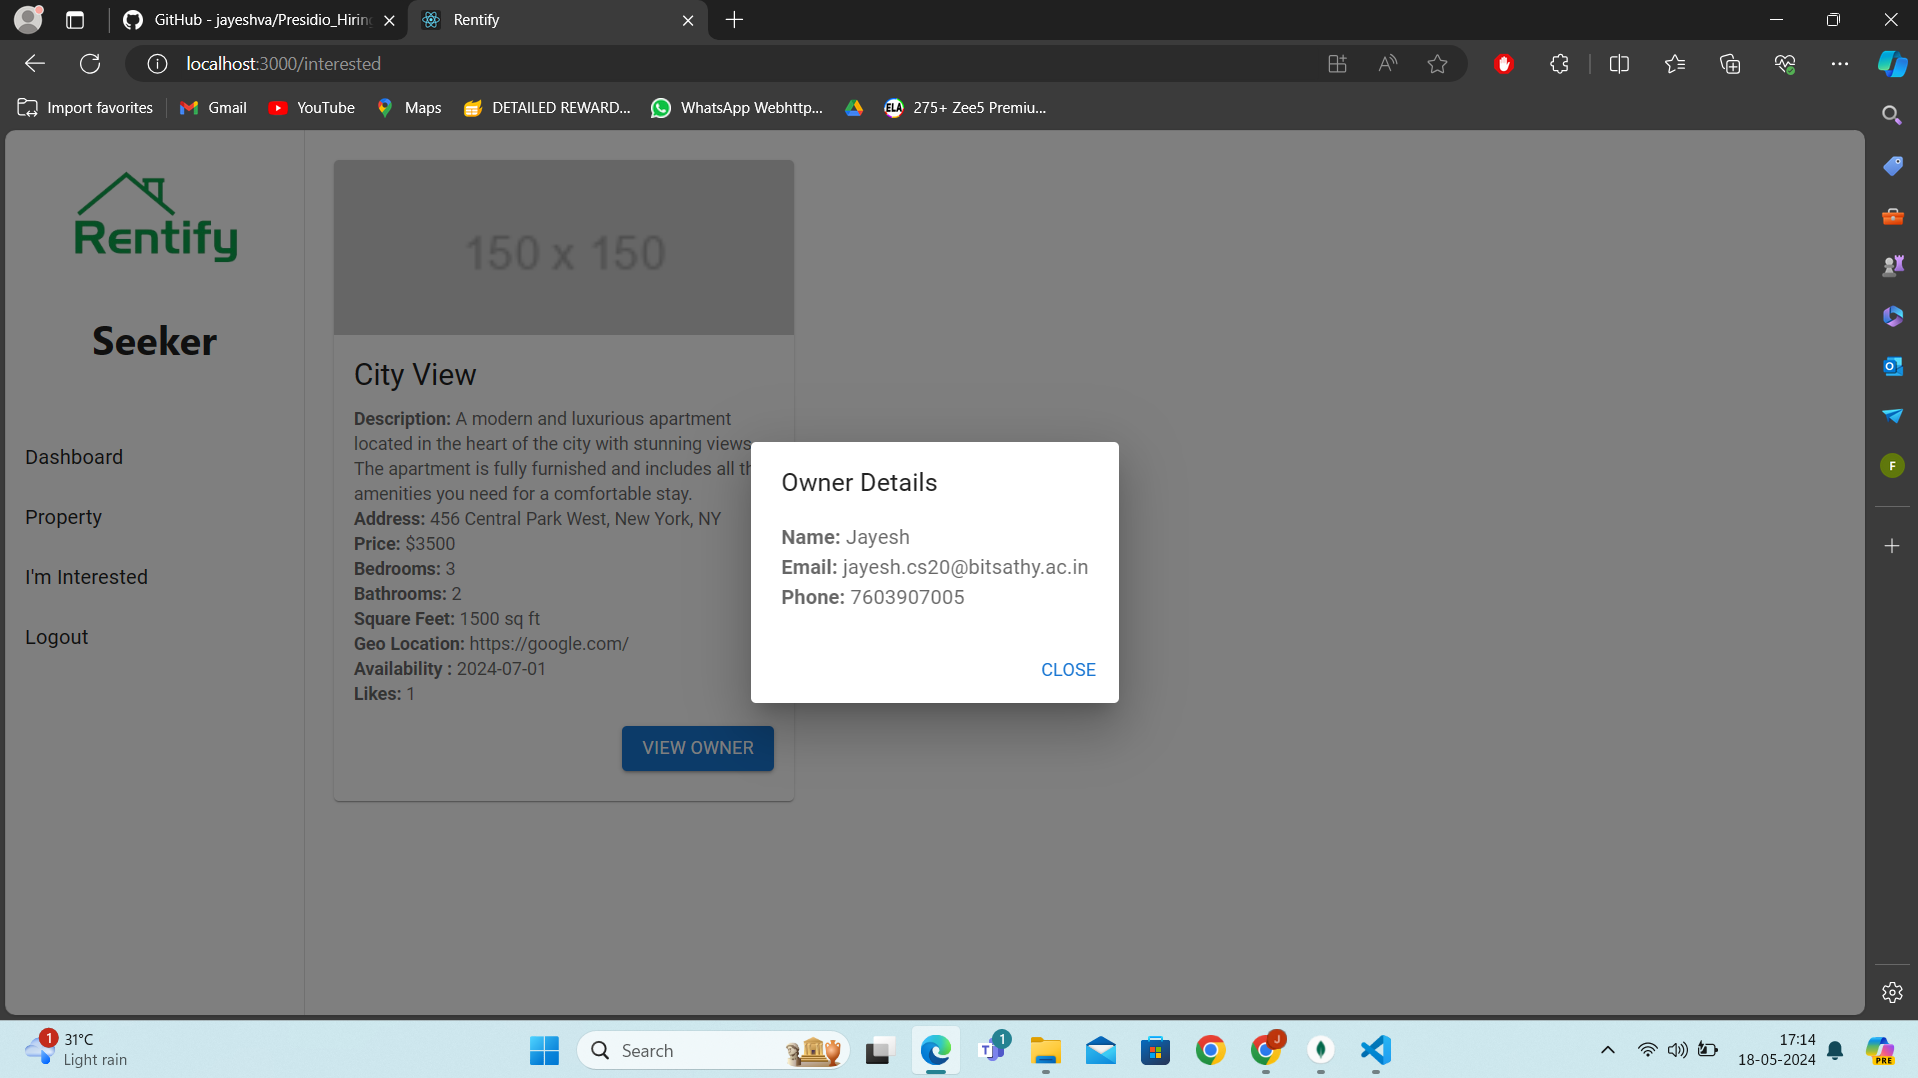 GitHub - jayeshva/Presidio_Hirin
Rentify
localhost:3000/interested
Import favorites
Gmail
YouTube
Maps
DETAILED REWARD...
WhatsApp Webhttp...
275+ Zee5 Premiu...
Rentify
Seeker
Dashboard
Property
I'm Interested
Logout
150 x 150
City View
Description: A modern and luxurious apartment
located in the heart of the city with stunning views
The apartment is fully furnished and includes all th
amenities you need for a comfortable stay.
Address: 456 Central Park West, New York, NY
Price: $3500
Bedrooms: 3
Bathrooms: 2
Square Feet: 1500 sq ft
Geo Location: https://google.com/
Availability : 2024-07-01
Likes: 1
VIEW OWNER
Owner Details
Name: Jayesh
Email: jayesh.cs20@bitsathy.ac.in
Phone: 7603907005
CLOSE
F
1
31°C
Light rain
Search
1
J
17:14
18-05-2024
PRE